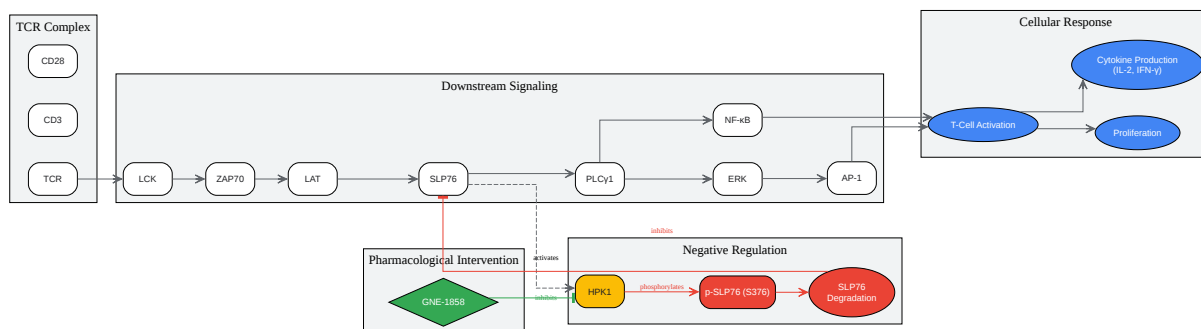 TCR Complex
CD28
CD3
TCR
Downstream Signaling
LCK
ZAP70
LAT
SLP76
PLCγ1
NF-κB
ERK
AP-1
Cellular Response
Cytokine Production
(IL-2, IFN-γ)
T-Cell Activation
Proliferation
inhibits
Pharmacological Intervention
activates
GNE-1858
inhibits
Negative Regulation
HPK1
phosphorylates
p-SLP76 (S376)
SLP76
Degradation